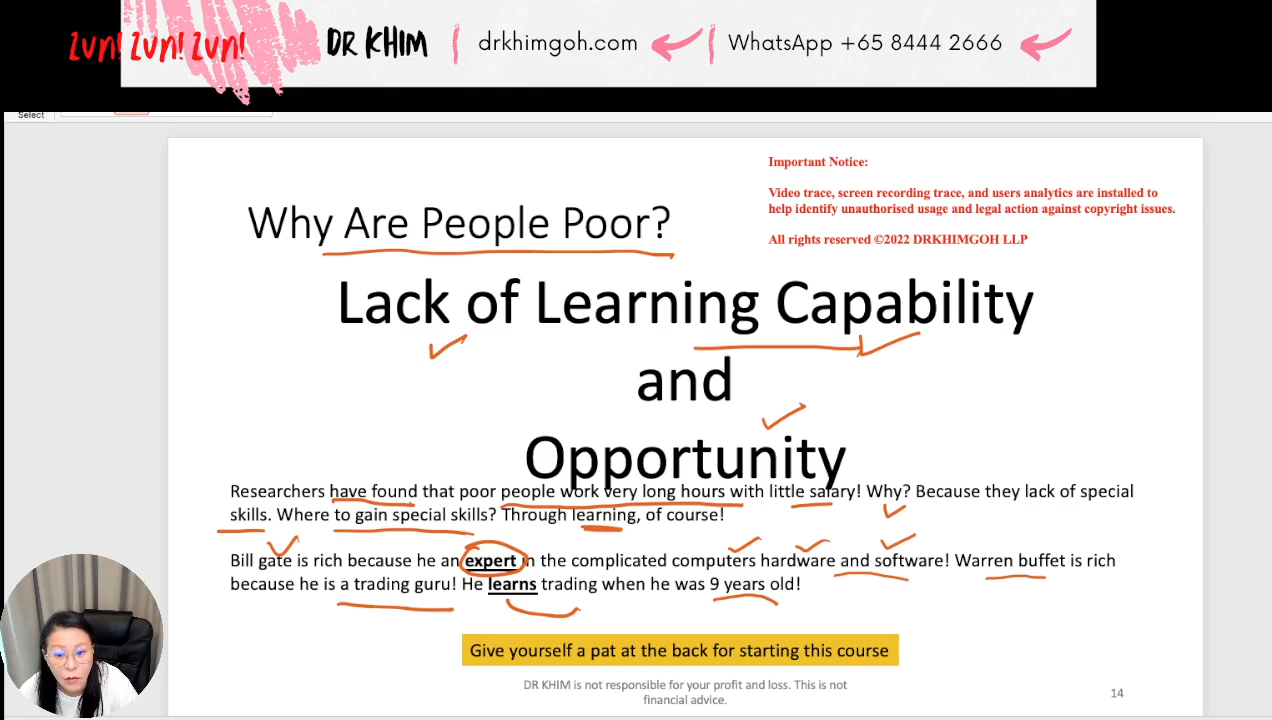 Zun! Zun! Zun! DR KHIM | drkhimgoh.com | WhatsApp +65 8444 2666
Select
Important Notice:
Video trace, screen recording trace, and users analytics are installed to
help identify unauthorised usage and legal action against copyright issues.
All rights reserved ©2022 DRKHIMGOH LLP
Why Are People Poor?
Lack of Learning Capability
and
Opportunity
Researchers have found that poor people work very long hours with little salary! Why? Because they lack of special
skills. Where to gain special skills? Through learning, of course!
Bill gate is rich because he an expert in the complicated computers hardware and software! Warren buffet is rich
because he is a trading guru! He learns trading when he was 9 years old!
Give yourself a pat at the back for starting this course
DR KHIM is not responsible for your profit and loss. This is not
financial advice.
14